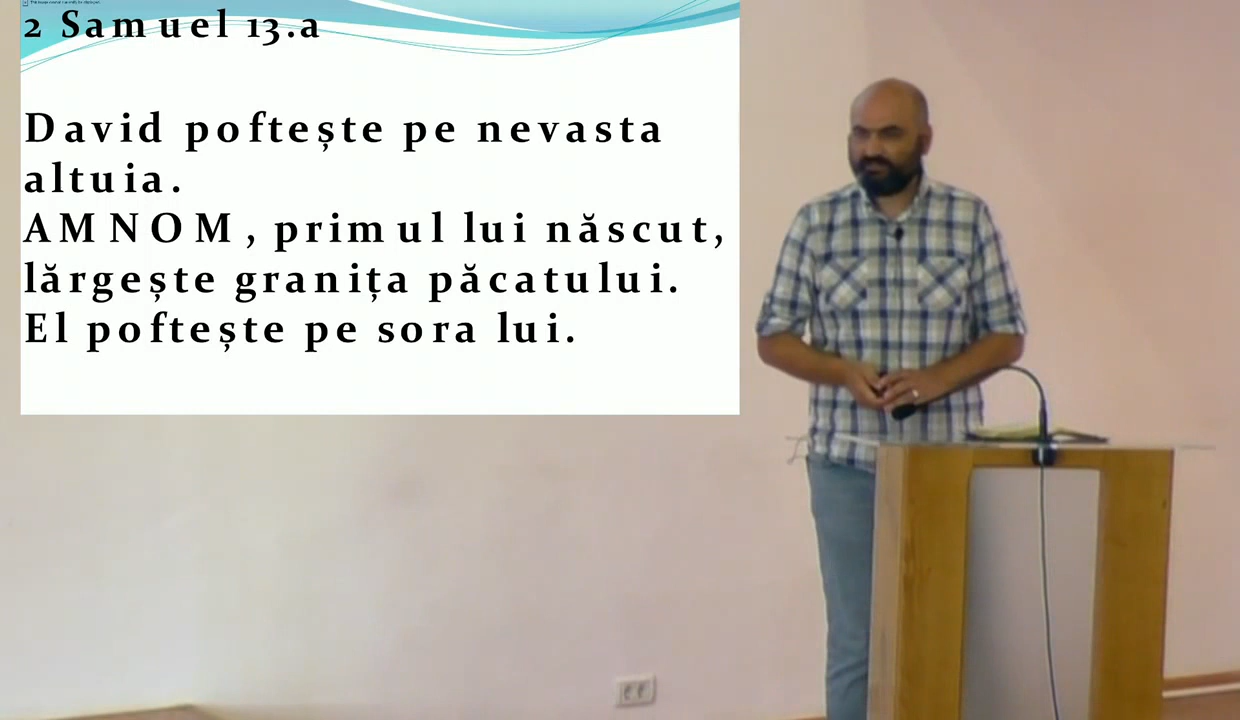 2 Samuel 13.a
David poftește pe nevasta
altuia.
AMNOM, primul lui născut,
lărgește granița păcatului.
El poftește pe sora lui.